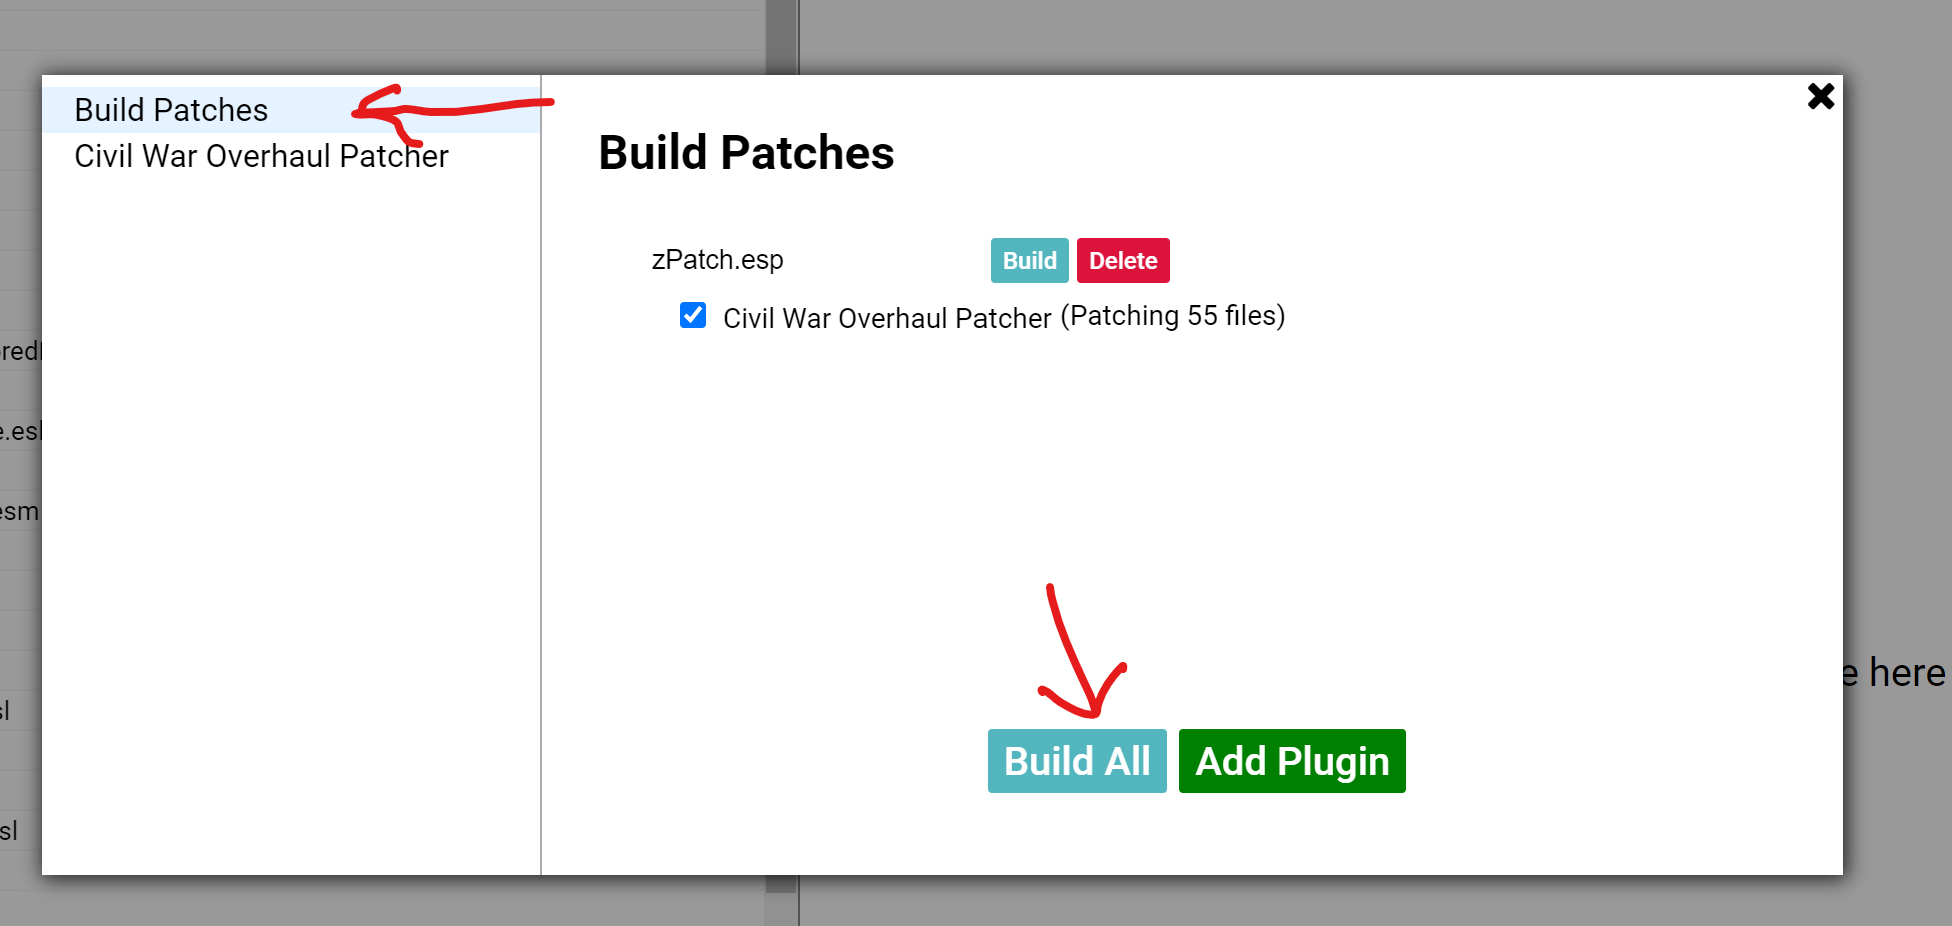 Build Patches
Civil War Overhaul Patcher
Build Patches
zPatch.esp
Build
Delete
Civil War Overhaul Patcher (Patching 55 files)
Build All
Add Plugin
e.esl
esm
sl
sl
e here